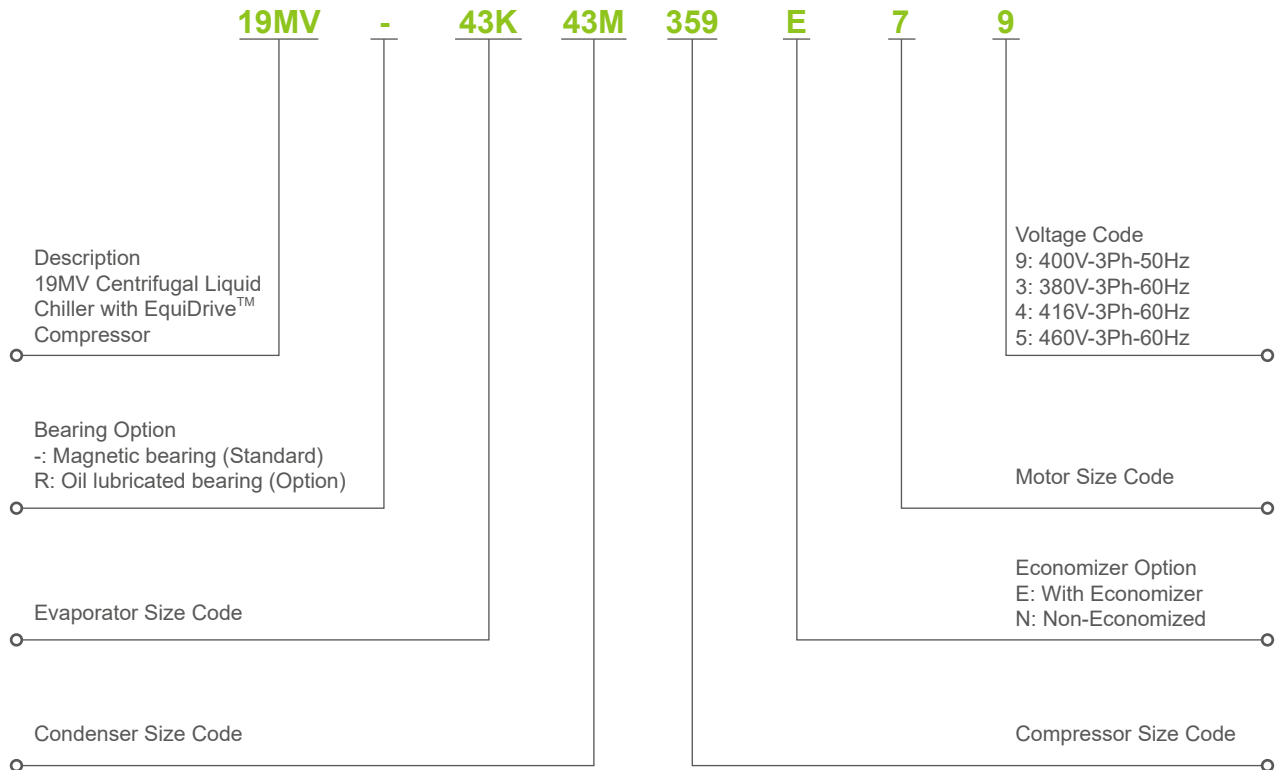 19MV - 43K 43M 359 E 7 9
Description
19MV Centrifugal Liquid
Chiller with EquiDrive™
Compressor
Bearing Option
-: Magnetic bearing (Standard)
R: Oil lubricated bearing (Option)
Evaporator Size Code
Condenser Size Code
Voltage Code
9: 400V-3Ph-50Hz
3: 380V-3Ph-60Hz
4: 416V-3Ph-60Hz
5: 460V-3Ph-60Hz
Motor Size Code
Economizer Option
E: With Economizer
N: Non-Economized
Compressor Size Code